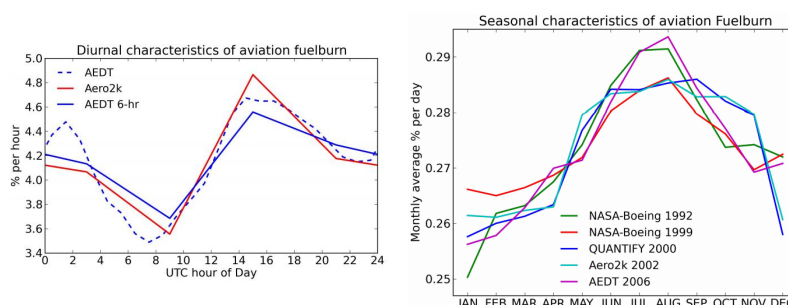 Diurnal characteristics of aviation fuelburn
5.0
4.8
4.6
4.4
4.2
4.0
3.8
3.6
3.4
% per hour
AEDT
Aero2k
AEDT 6-hr
0 2 4 6 8 10 12 14 16 18 20 22 24
UTC hour of Day
Seasonal characteristics of aviation Fuelburn
0.29
0.28
0.27
0.26
0.25
Monthly average % per day
NASA-Boeing 1992
NASA-Boeing 1999
QUANTIFY 2000
Aero2k 2002
AEDT 2006
JAN FEB MAR APR MAY JUN JUL AUG SEP OCT NOV DEC